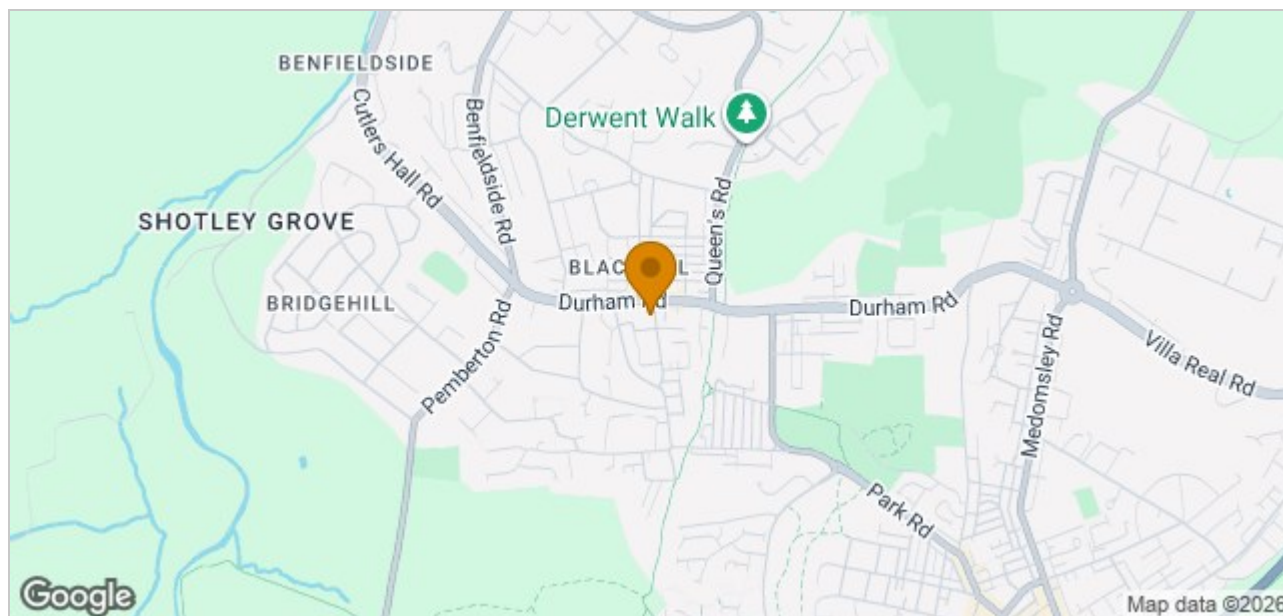 BENFIELDSIDE
Derwent Walk
Cutlers Hall Rd
Benfieldside Rd
Queen's Rd
SHOTLEY GROVE
BRIDGEHILL
Durham Rd
Durham Rd
Pemberton Rd
Villa Real Rd
Medomsley Rd
Park Rd
Google
Map data ©2026